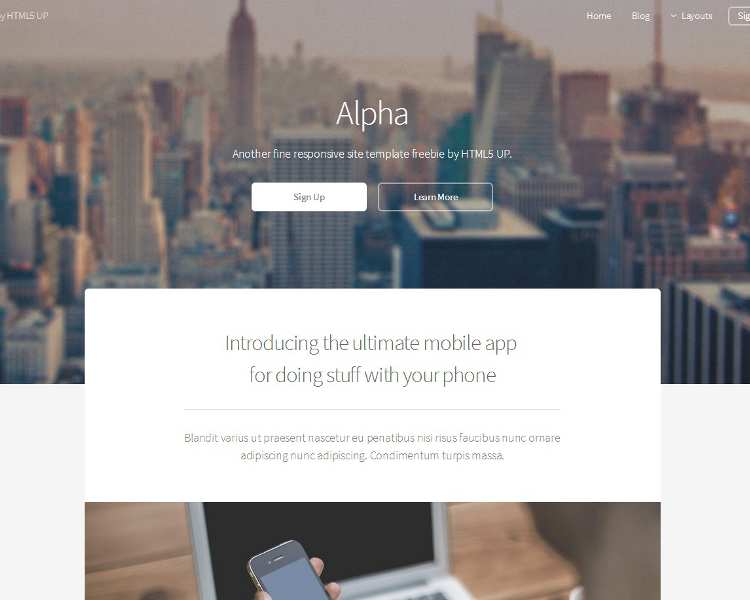 by HTML5 UP
Home Blog Layouts
Alpha
Another fine responsive site template freebie by HTML5 UP.
Sign Up Learn More
Introducing the ultimate mobile app
for doing stuff with your phone
Blandit varius ut praesent nascetur eu penatibus nisi risus faucibus nunc ornare
adipiscing nunc adipiscing. Condimentum turpis massa.